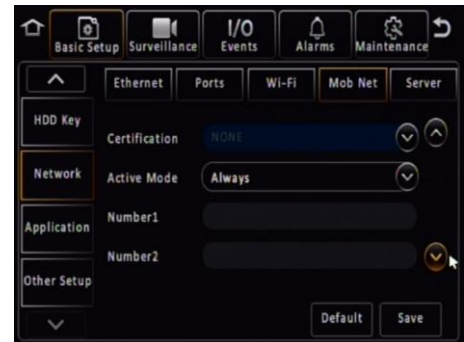 Basic Setup
Surveillance
I/O
Events
Alarms
Maintenance
Ethernet
Ports
Wi-Fi
Mob Net
Server
HDD Key
Network
Application
Other Setup
Certification
NONE
Active Mode
Always
Number1
Number2
Default
Save